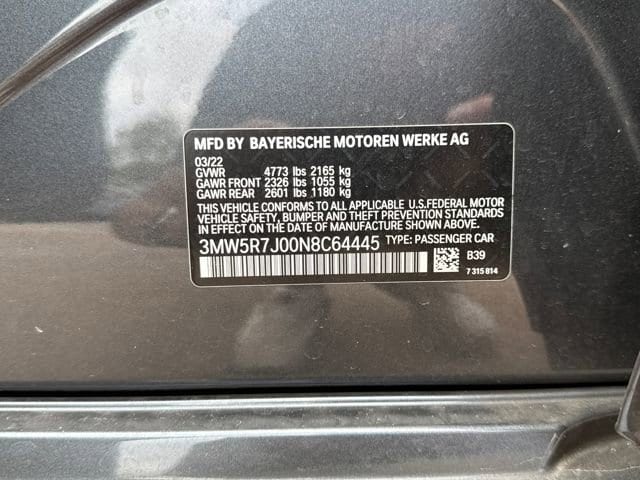 MFD BY BAYERISCHE MOTOREN WERKE AG
03/22
GVWR 4773 lbs 2165 kg
GAWR FRONT 2326 lbs 1055 kg
GAWR REAR 2601 lbs 1180 kg
THIS VEHICLE CONFORMS TO ALL APPLICABLE U.S.FEDERAL MOTOR
VEHICLE SAFETY, BUMPER AND THEFT PREVENTION STANDARDS
IN EFFECT ON THE DATE OF MANUFACTURE SHOWN ABOVE.
3MW5R7J00N8C64445 TYPE: PASSENGER CAR
B39
7 315 814